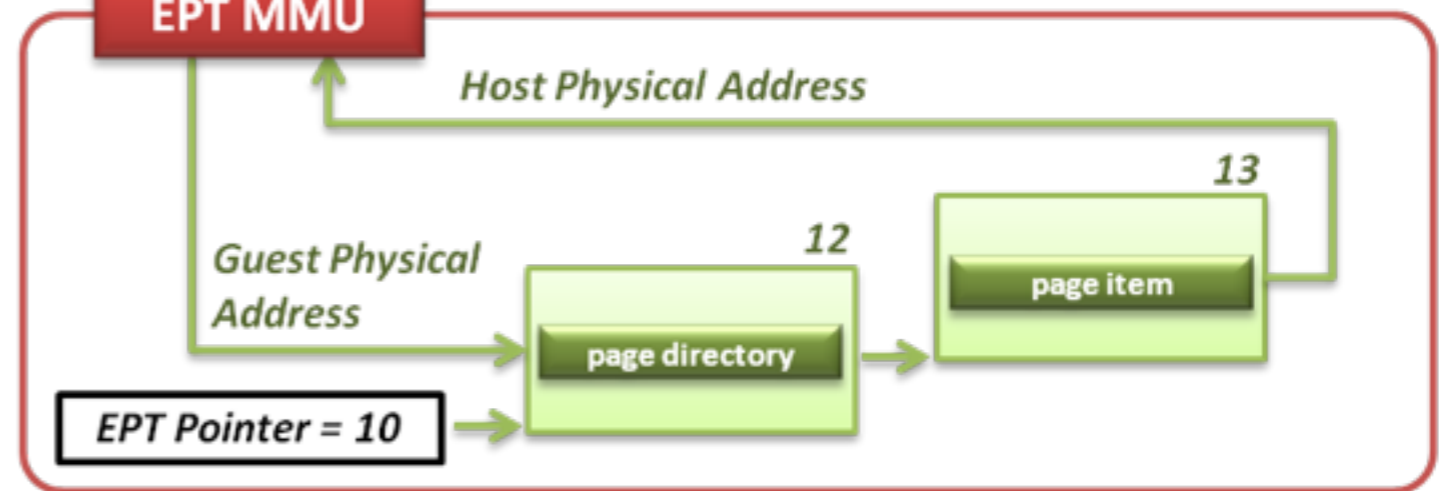 EPT MMU
Host Physical Address
13
12
Guest Physical
Address
page item
page directory
EPT Pointer = 10